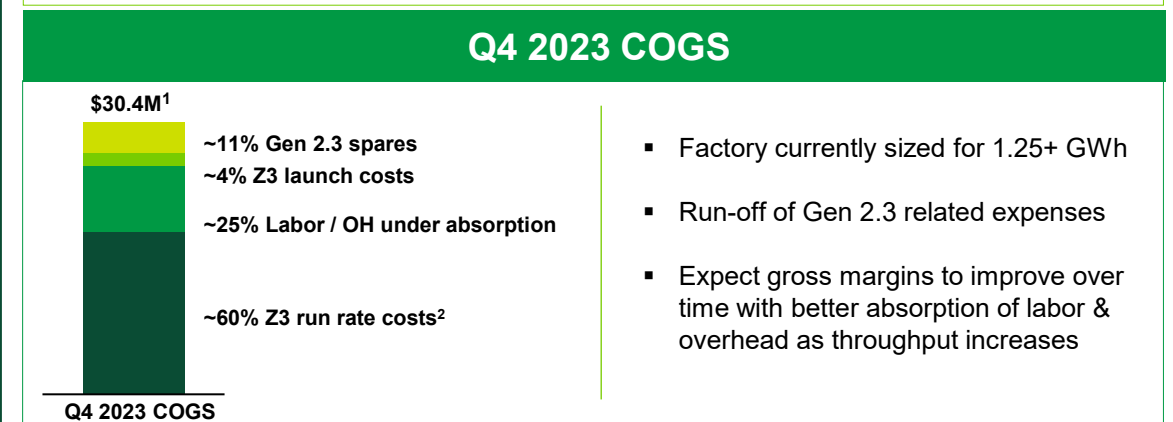 Q4 2023 COGS
$30.4M1
~11% Gen 2.3 spares
~4% Z3 launch costs
~25% Labor / OH under absorption
~60% Z3 run rate costs2
Q4 2023 COGS
▪ Factory currently sized for 1.25+ GWh
▪ Run-off of Gen 2.3 related expenses
▪ Expect gross margins to improve over
time with better absorption of labor &
overhead as throughput increases